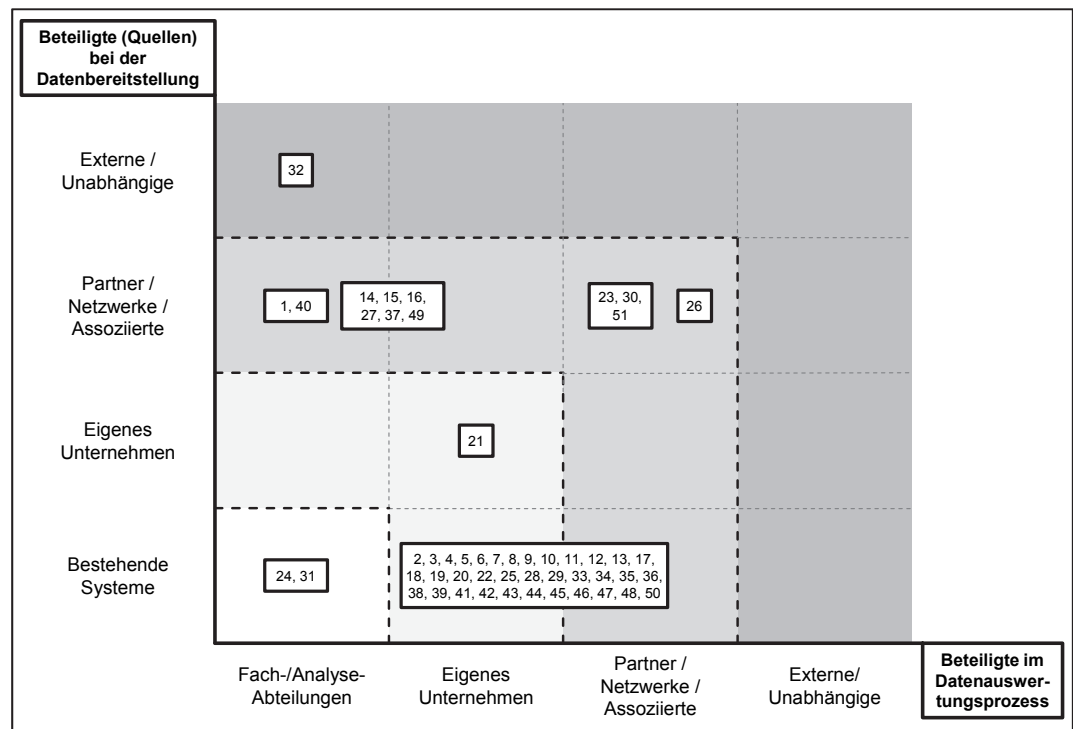 Beteiligte (Quellen)
bei der
Datenbereitstellung
Externe /
Unabhängige
32
Partner /
Netzwerke /
Assoziierte
1, 40
14, 15, 16,
27, 37, 49
23, 30,
51
26
Eigenes
Unternehmen
21
Bestehende
Systeme
24, 31
2, 3, 4, 5, 6, 7, 8, 9, 10, 11, 12, 13, 17,
18, 19, 20, 22, 25, 28, 29, 33, 34, 35, 36,
38, 39, 41, 42, 43, 44, 45, 46, 47, 48, 50
Fach-/Analyse-
Abteilungen
Eigenes
Unternehmen
Partner /
Netzwerke /
Assoziierte
Externe/
Unabhängige
Beteiligte im
Datenauswer-
tungsprozess